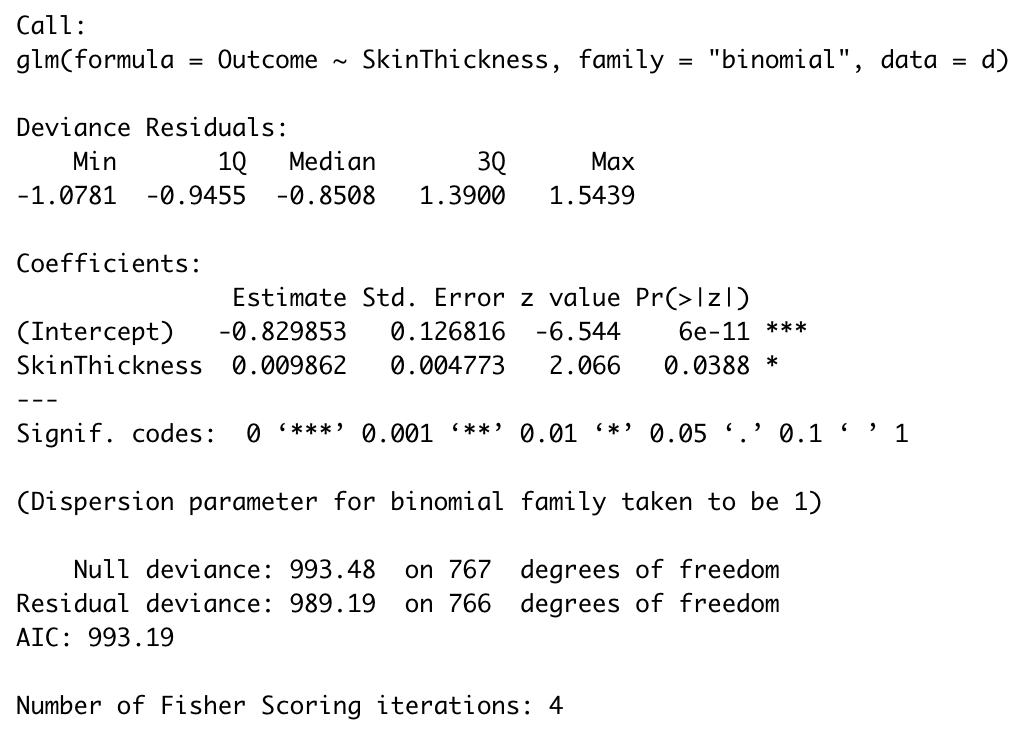 Call:
glm(formula = Outcome ~ SkinThickness, family = "binomial", data = d)
Deviance Residuals:
    Min       1Q   Median       3Q      Max
-1.0781  -0.9455  -0.8508   1.3900   1.5439
Coefficients:
               Estimate Std. Error z value Pr(>|z|)
(Intercept)   -0.829853   0.126816  -6.544    6e-11 ***
SkinThickness  0.009862   0.004773   2.066   0.0388 *
---
Signif. codes:  0 ‘***’ 0.001 ‘**’ 0.01 ‘*’ 0.05 ‘.’ 0.1 ‘ ’ 1
(Dispersion parameter for binomial family taken to be 1)
    Null deviance: 993.48  on 767  degrees of freedom
Residual deviance: 989.19  on 766  degrees of freedom
AIC: 993.19
Number of Fisher Scoring iterations: 4